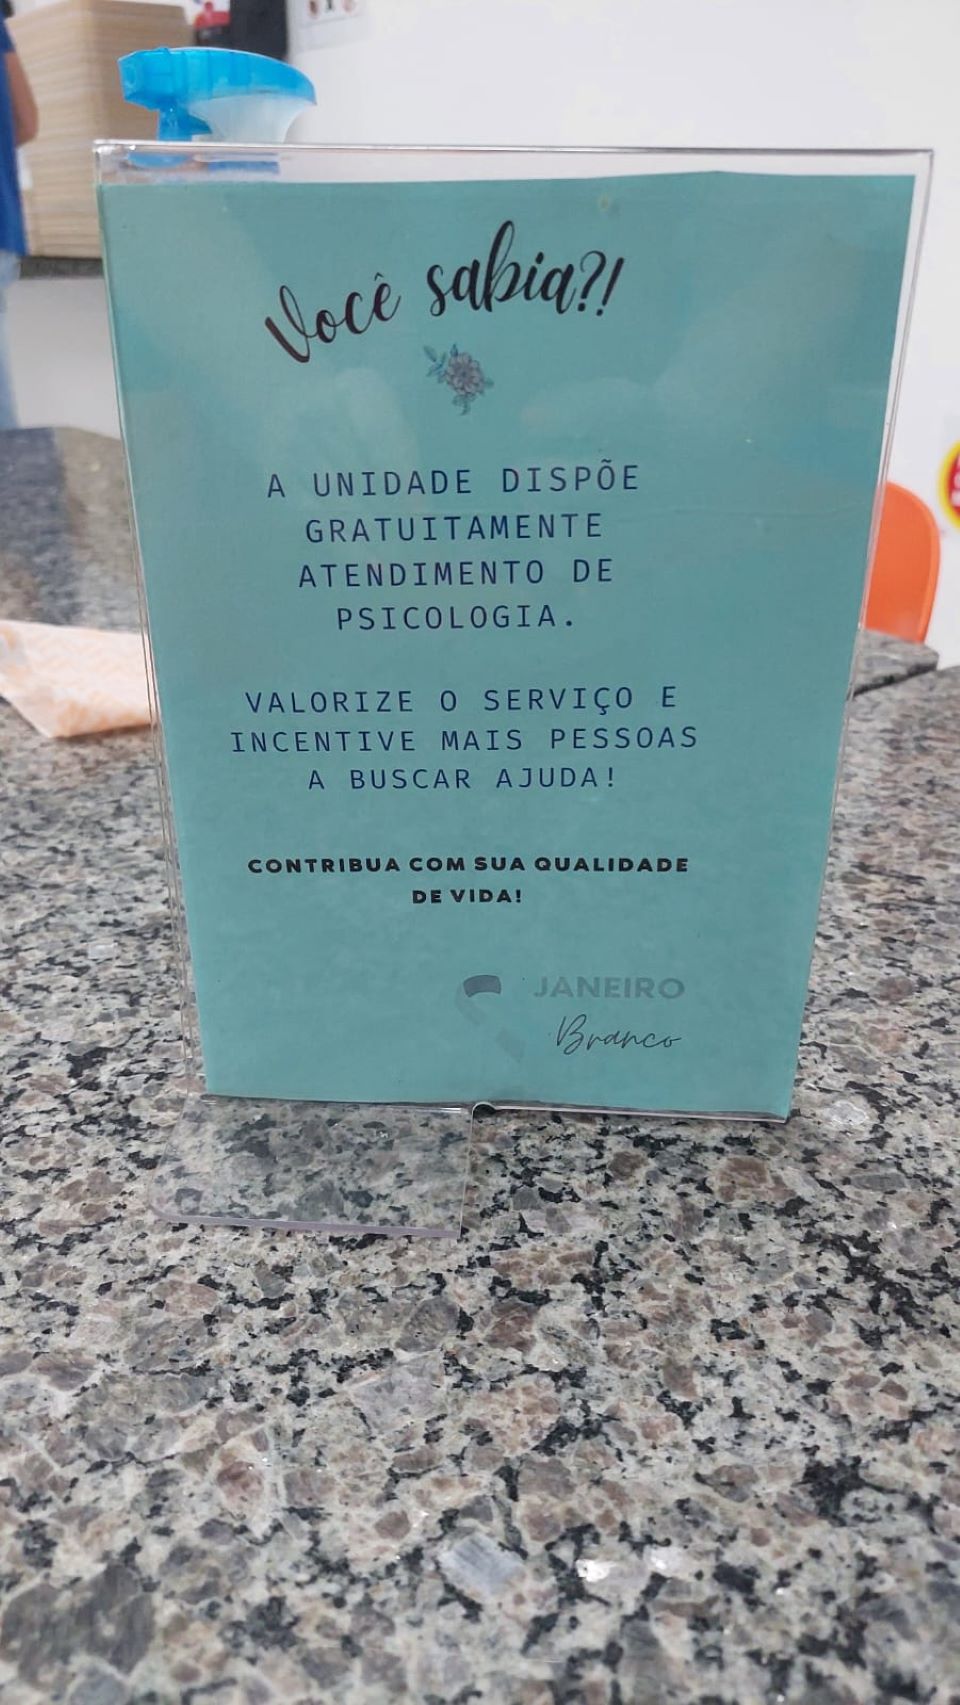 Você sabia?!
A UNIDADE DISPÕE
GRATUITAMENTE
ATENDIMENTO DE
PSICOLOGIA.
VALORIZE O SERVIÇO E
INCENTIVE MAIS PESSOAS
A BUSCAR AJUDA!
CONTRIBUA COM SUA QUALIDADE
DE VIDA!
JANEIRO
Branco